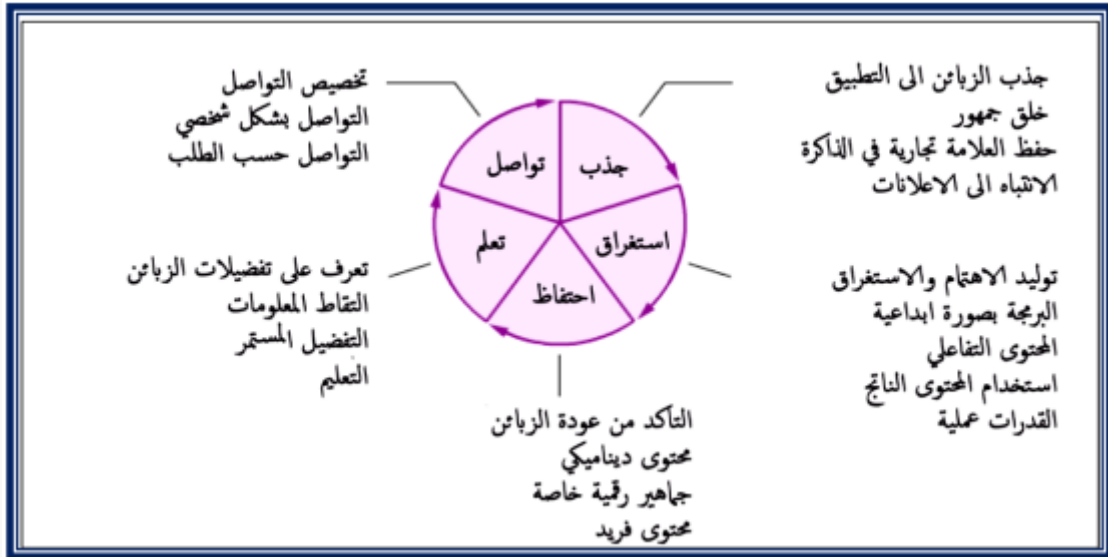 جذب الزبائن الى التطبيق
خلق جمهور
حفظ العلامة تجارية في الذاكرة
الانتباه الى الاعلانات
تخصيص التواصل
التواصل بشكل شخصي
التواصل حسب الطلب
تواصل
جذب
تعلم
استغراق
احتفاظ
توليد الاهتمام والاستغراق
البرمجة بصورة ابداعية
المحتوى التفاعلي
استخدام المحتوى الناتج
القدرات عملية
تعرف على تفضيلات الزبائن
التقاط المعلومات
التفضيل المستمر
التعليم
التأكد من عودة الزبائن
محتوى ديناميكي
جماهير رقمية خاصة
محتوى فريد